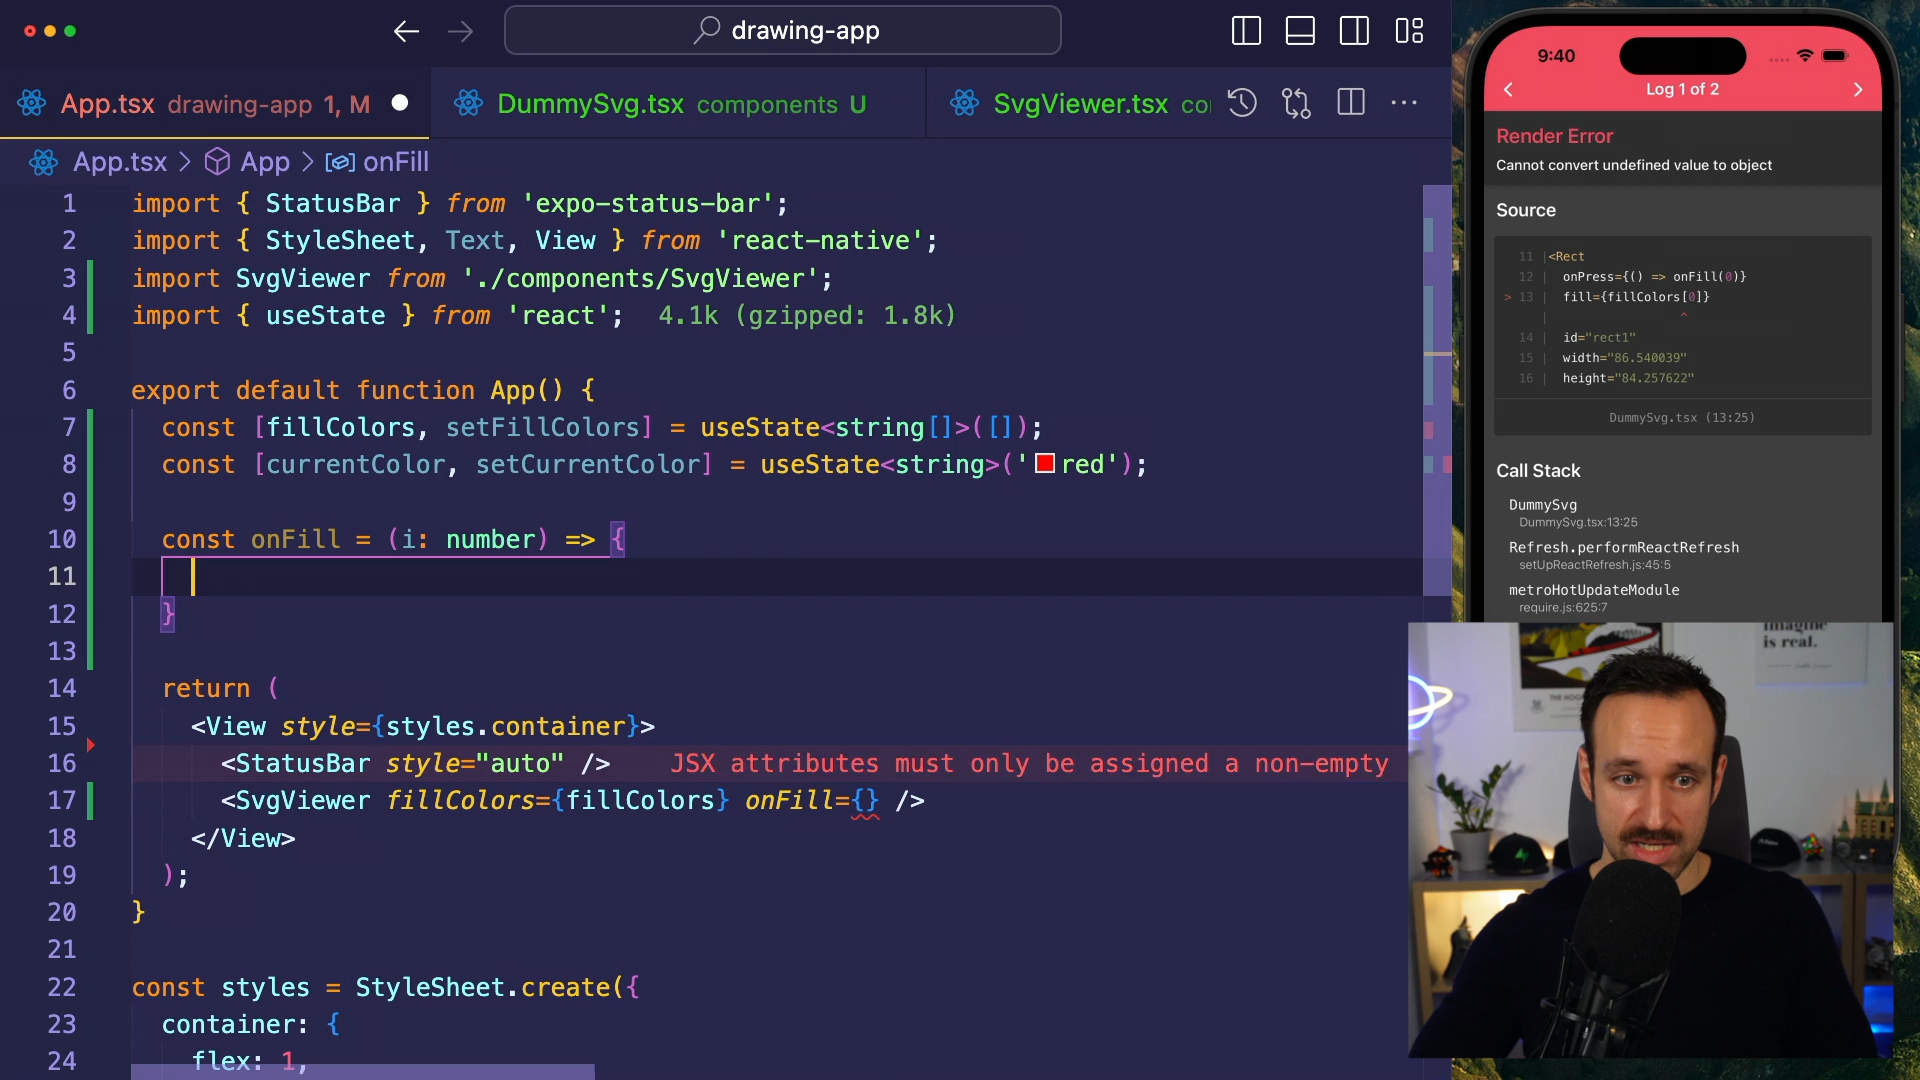 drawing-app
App.tsx drawing-app 1, M
DummySvg.tsx components U
SvgViewer.tsx co
App.tsx > App > onFill
1 import { StatusBar } from 'expo-status-bar';
2 import { StyleSheet, Text, View } from 'react-native';
3 import SvgViewer from './components/SvgViewer';
4 import { useState } from 'react'; 4.1k (gzipped: 1.8k)
5
6 export default function App() {
7 const [fillColors, setFillColors] = useState<string[]>([]);
8 const [currentColor, setCurrentColor] = useState<string>('red');
9
10 const onFill = (i: number) => {
11
12 }
13
14 return (
15 <View style={styles.container}>
16 <StatusBar style="auto" /> JSX attributes must only be assigned a non-empty
17 <SvgViewer fillColors={fillColors} onFill={} />
18 </View>
19 );
20 }
21
22 const styles = StyleSheet.create({
23 container: {
24 flex: 1,
9:40
Log 1 of 2
Render Error
Cannot convert undefined value to object
Source
11 |<Rect
12 | onPress={() => onFill(0)}
> 13 | fill={fillColors[0]}
| ^
14 | id="rect1"
15 | width="86.540039"
16 | height="84.257622"
DummySvg.tsx (13:25)
Call Stack
DummySvg
DummySvg.tsx:13:25
Refresh.performReactRefresh
setUpReactRefresh.js:45:5
metroHotUpdateModule
require.js:625:7
imagine
is real.